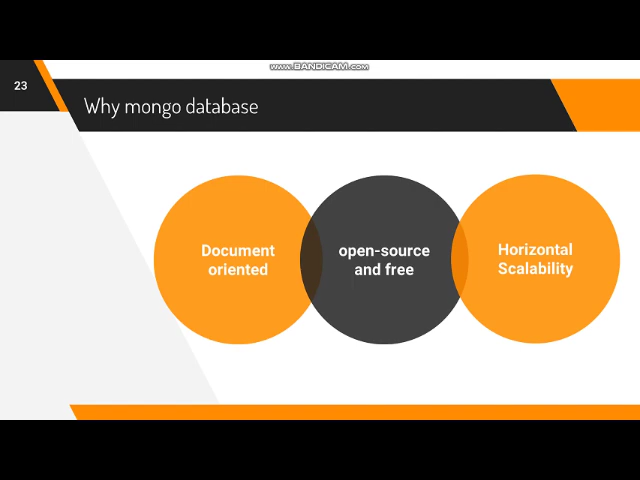 www.BANDICAM.com
23
Why mongo database
Document
oriented
open-source
and free
Horizontal
Scalability